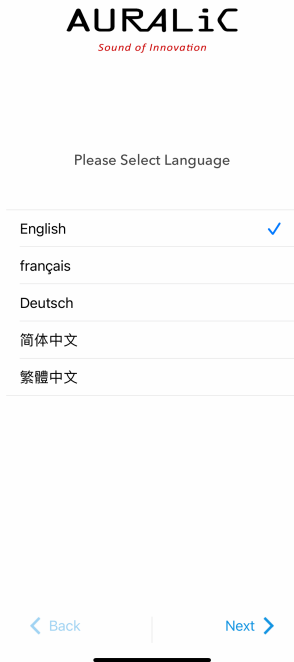 AURALiC
Sound of Innovation
Please Select Language
English
français
Deutsch
简体中文
繁體中文
Back
Next